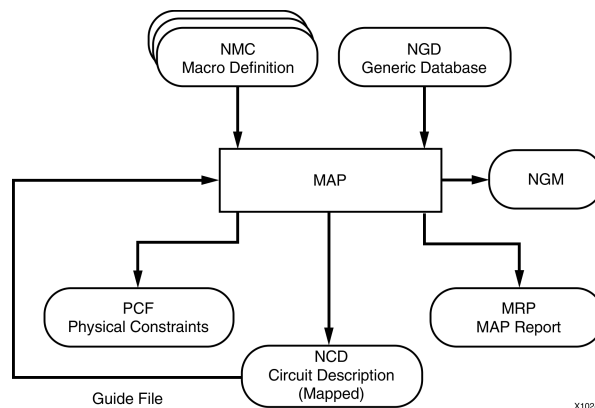 NMC
Macro Definition
NGD
Generic Database
MAP
NGM
PCF
Physical Constraints
MRP
MAP Report
NCD
Circuit Description
(Mapped)
Guide File